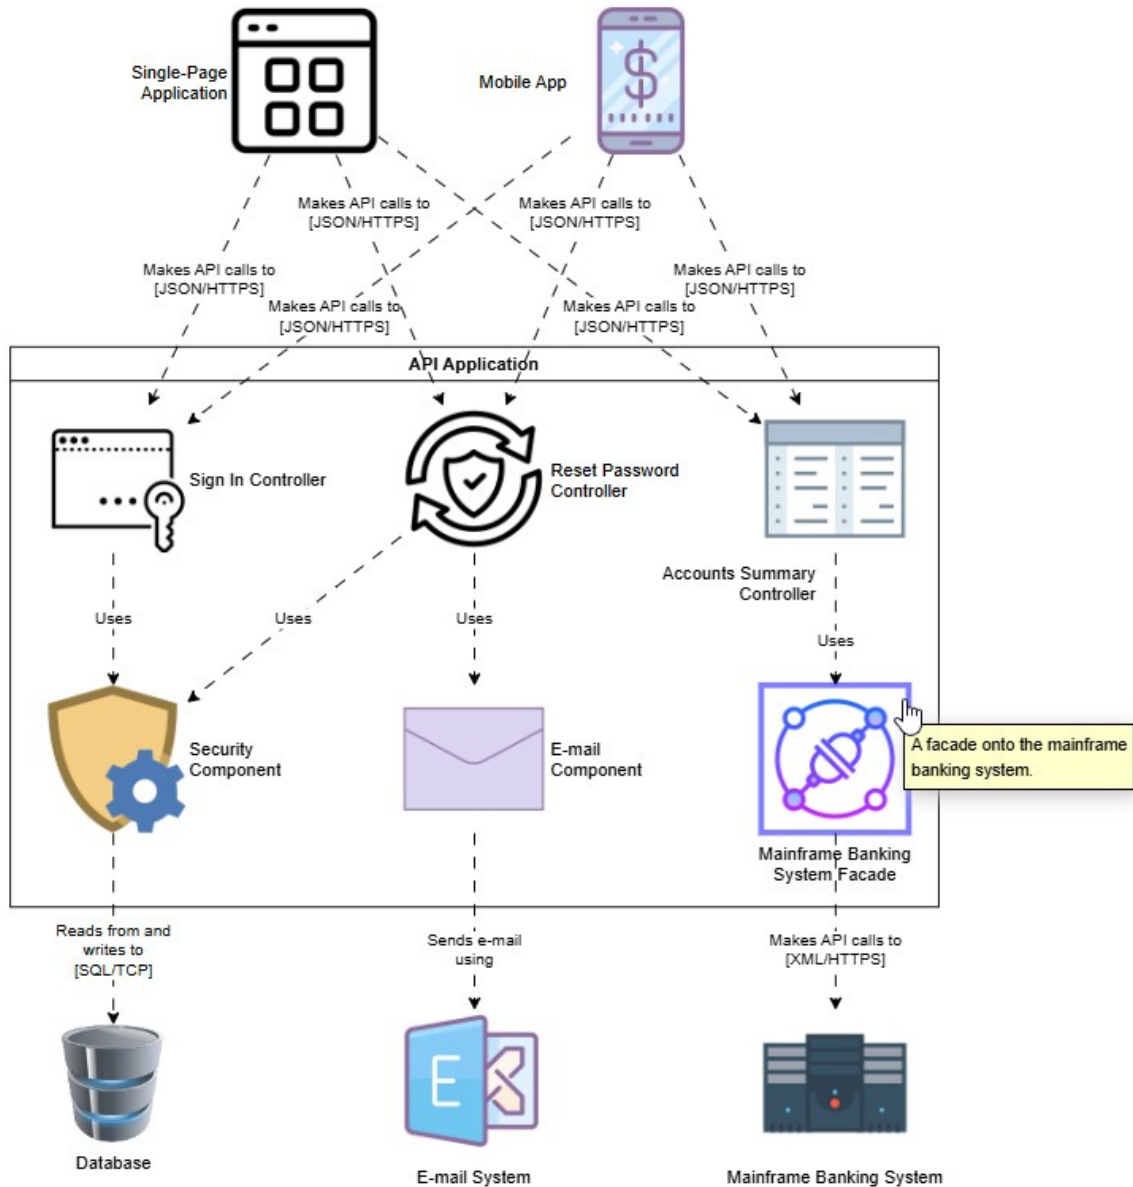 Single-Page
Application
Mobile App
Makes API calls to
[JSON/HTTPS]
Makes API calls to
[JSON/HTTPS]
Makes API calls to
[JSON/HTTPS]
Makes API calls to
[JSON/HTTPS]
Makes API calls to
[JSON/HTTPS]
Makes API calls to
[JSON/HTTPS]
API Application
Sign In Controller
Reset Password
Controller
Accounts Summary
Controller
Uses
Uses
Uses
Uses
Security
Component
E-mail
Component
A facade onto the mainframe
banking system.
Mainframe Banking
System Facade
Reads from and
writes to
[SQL/TCP]
Sends e-mail
using
Makes API calls to
[XML/HTTPS]
E
Database
E-mail System
Mainframe Banking System